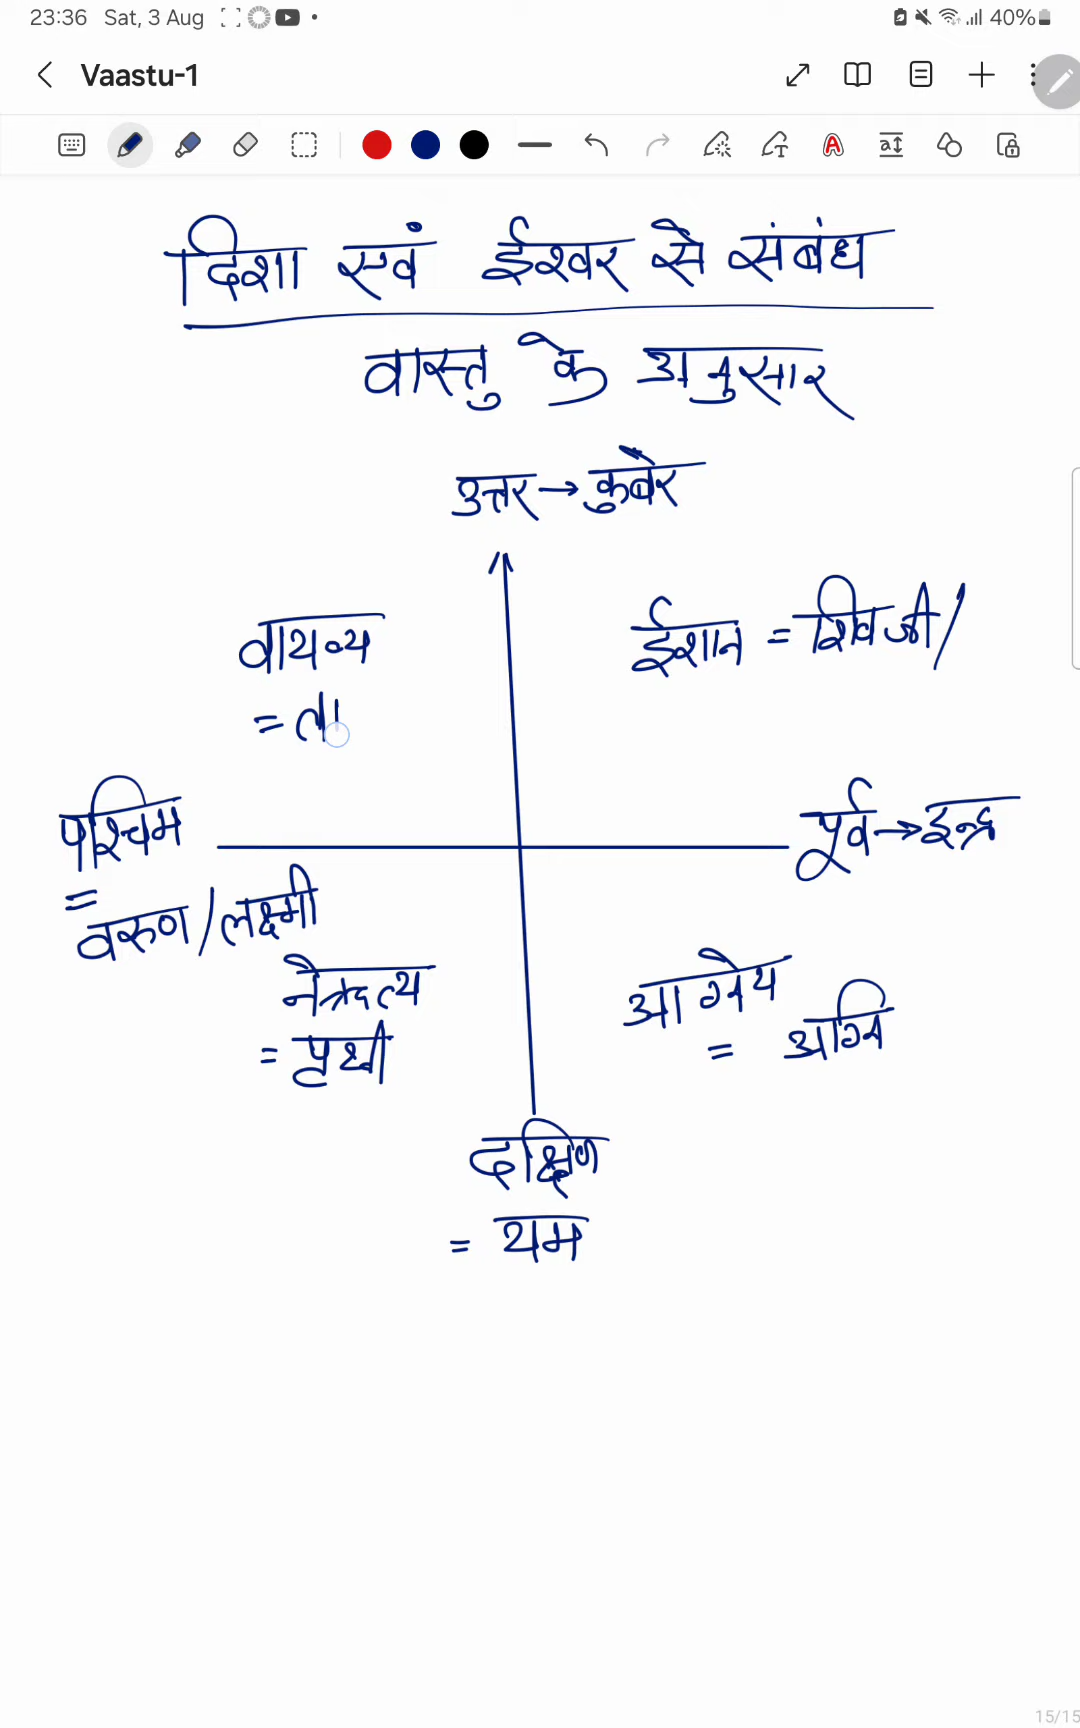 23:36 Sat, 3 Aug
40%
Vaastu-1
दिशा एवं ईश्वर से संबंध
वास्तु के अनुसार
उत्तर → कुबेर
वायव्य
ईशान = शिवजी /
पश्चिम
=
वरुण / लक्ष्मी
पूर्व → इन्द्र
नैऋत्य
= पृथ्वी
आग्नेय
= अग्नि
दक्षिण
= यम
15/15